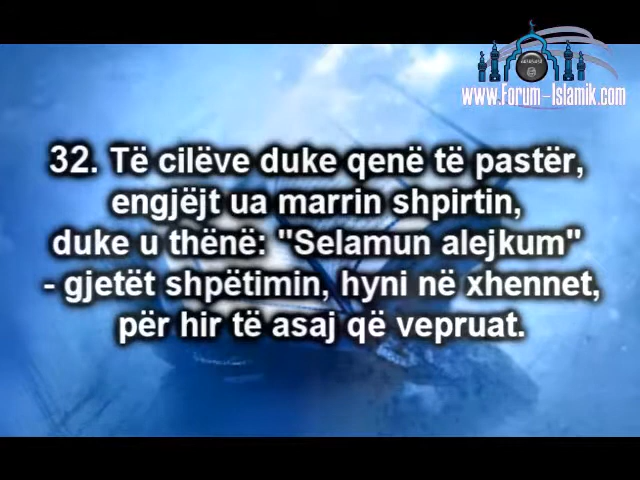 www.Forum-Islamik.com
32. Të cilëve duke qenë të pastër,
engjëjt ua marrin shpirtin,
duke u thënë: "Selamun alejkum"
- gjetët shpëtimin, hyni në xhennet,
për hir të asaj që vepruat.